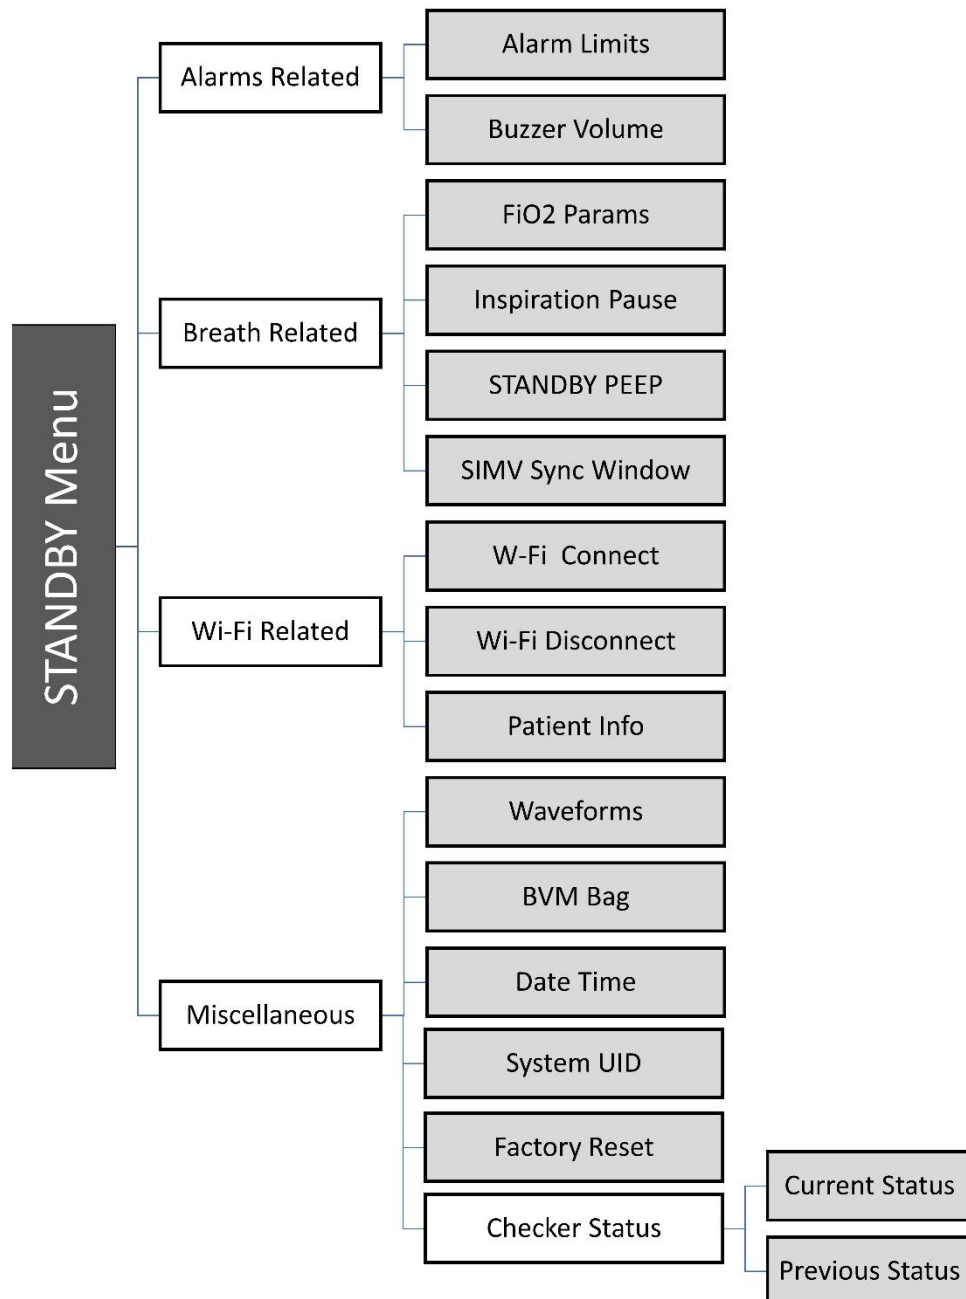 STANDBY Menu
Alarms Related
Alarm Limits
Buzzer Volume
Breath Related
FiO2 Params
Inspiration Pause
STANDBY PEEP
SIMV Sync Window
Wi-Fi Related
W-Fi  Connect
Wi-Fi Disconnect
Patient Info
Miscellaneous
Waveforms
BVM Bag
Date Time
System UID
Factory Reset
Checker Status
Current Status
Previous Status